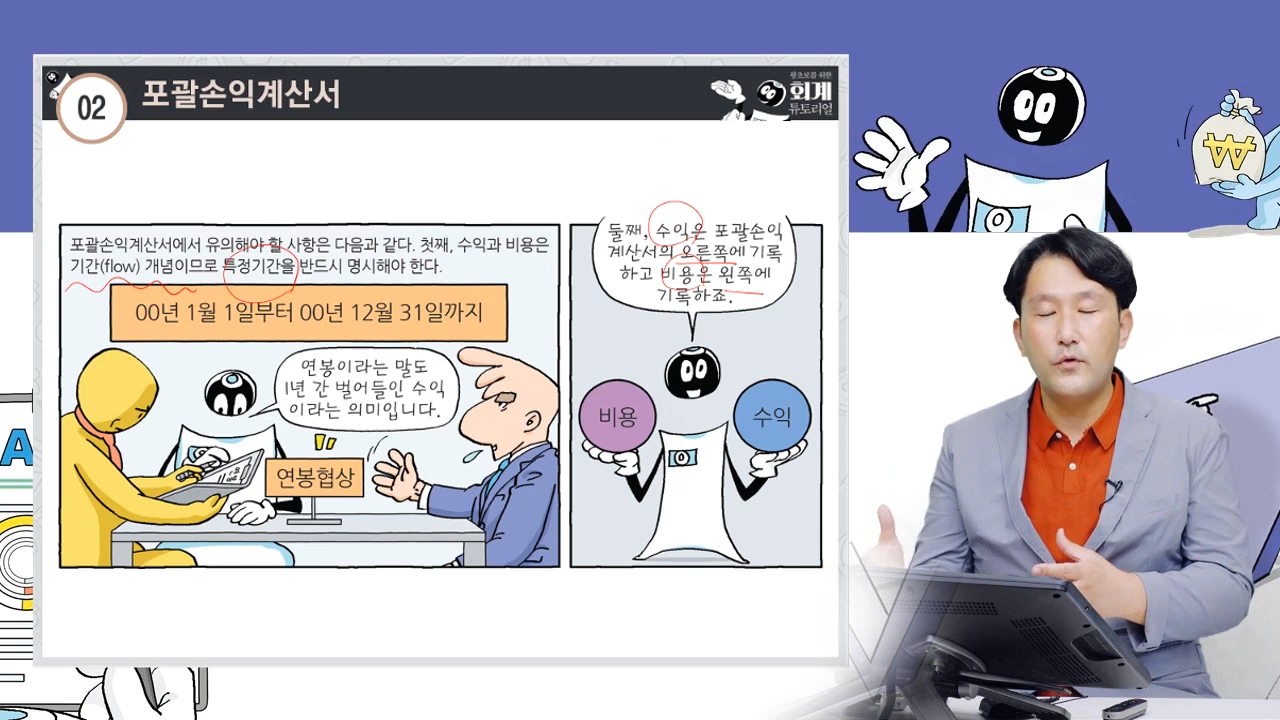 02
포괄손익계산서
왕초보를 위한
회계
튜토리얼
포괄손익계산서에서 유의해야 할 사항은 다음과 같다. 첫째, 수익과 비용은
기간(flow) 개념이므로 특정기간을 반드시 명시해야 한다.
00년 1월 1일부터 00년 12월 31일까지
연봉이라는 말도
1년 간 벌어들인 수익
이라는 의미입니다.
연봉협상
둘째, 수익은 포괄손익
계산서의 오른쪽에 기록
하고 비용은 왼쪽에
기록하죠.
비용
수익
₩
A